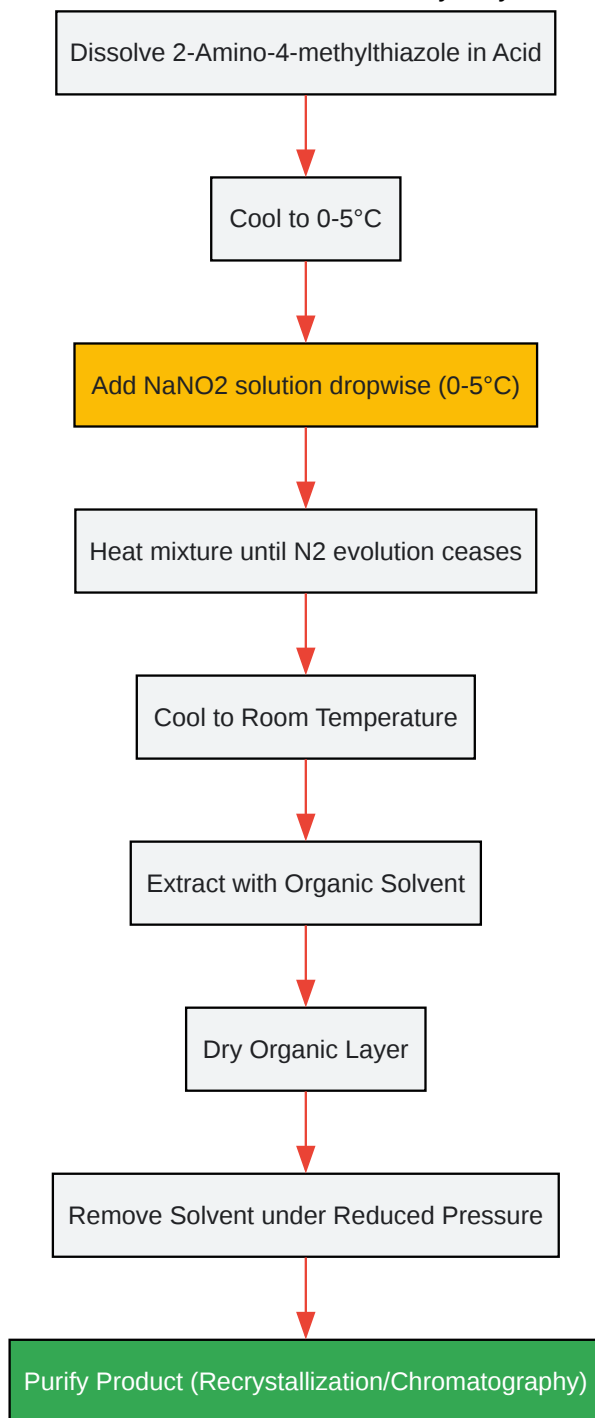 Dissolve 2-Amino-4-methylthiazole in Acid
Cool to 0-5°C
Add NaNO2 solution dropwise (0-5°C)
Heat mixture until N2 evolution ceases
Cool to Room Temperature
Extract with Organic Solvent
Dry Organic Layer
Remove Solvent under Reduced Pressure
Purify Product (Recrystallization/Chromatography)